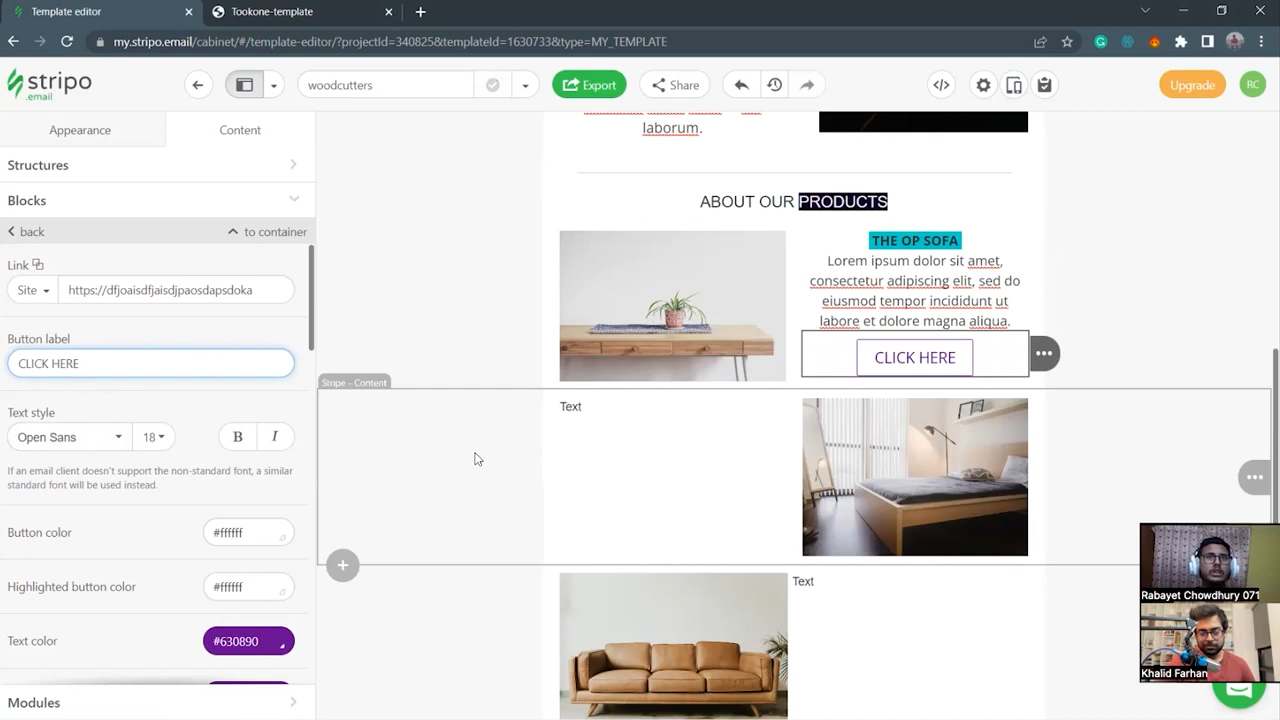 Template editor
Tookone-template
my.stripo.email/cabinet/#/template-editor/?projectId=340825&templateId=1630733&type=MY_TEMPLATE
stripo
.email
woodcutters
Export
Share
Upgrade
RC
Appearance
Content
Structures
Blocks
back
to container
Link
Site
https://dfjoaisdfjaisdjpaosdapsdoka
Button label
CLICK HERE
Text style
Open Sans
18
B
I
If an email client doesn't support the non-standard font, a similar
standard font will be used instead.
Button color
#ffffff
Highlighted button color
#ffffff
Text color
#630890
Modules
laborum.
ABOUT OUR PRODUCTS
THE OP SOFA
Lorem ipsum dolor sit amet,
consectetur adipiscing elit, sed do
eiusmod tempor incididunt ut
labore et dolore magna aliqua.
CLICK HERE
Stripe - Content
Text
Text
Rabayet Chowdhury 071
Khalid Farhan